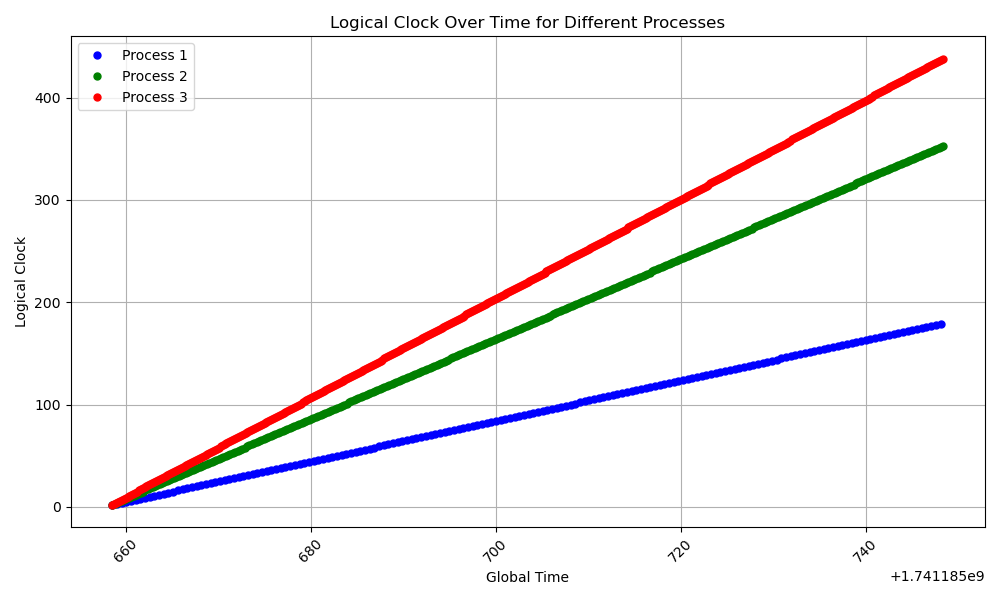 Logical Clock Over Time for Different Processes
Process 1
Process 2
Process 3
Logical Clock
400
300
200
100
0
660
680
700
720
740
Global Time
+1.741185e9